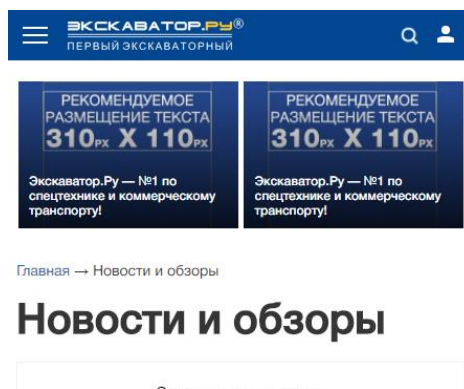 ЭКСКАВАТОР.РУ®
ПЕРВЫЙ ЭКСКАВАТОРНЫЙ
РЕКОМЕНДУЕМОЕ
РАЗМЕЩЕНИЕ ТЕКСТА
310PX X 110PX
Экскаватор.Ру — №1 по
спецтехнике и коммерческому
транспорту!
РЕКОМЕНДУЕМОЕ
РАЗМЕЩЕНИЕ ТЕКСТА
310PX X 110PX
Экскаватор.Ру — №1 по
спецтехнике и коммерческому
транспорту!
Главная → Новости и обзоры
Новости и обзоры